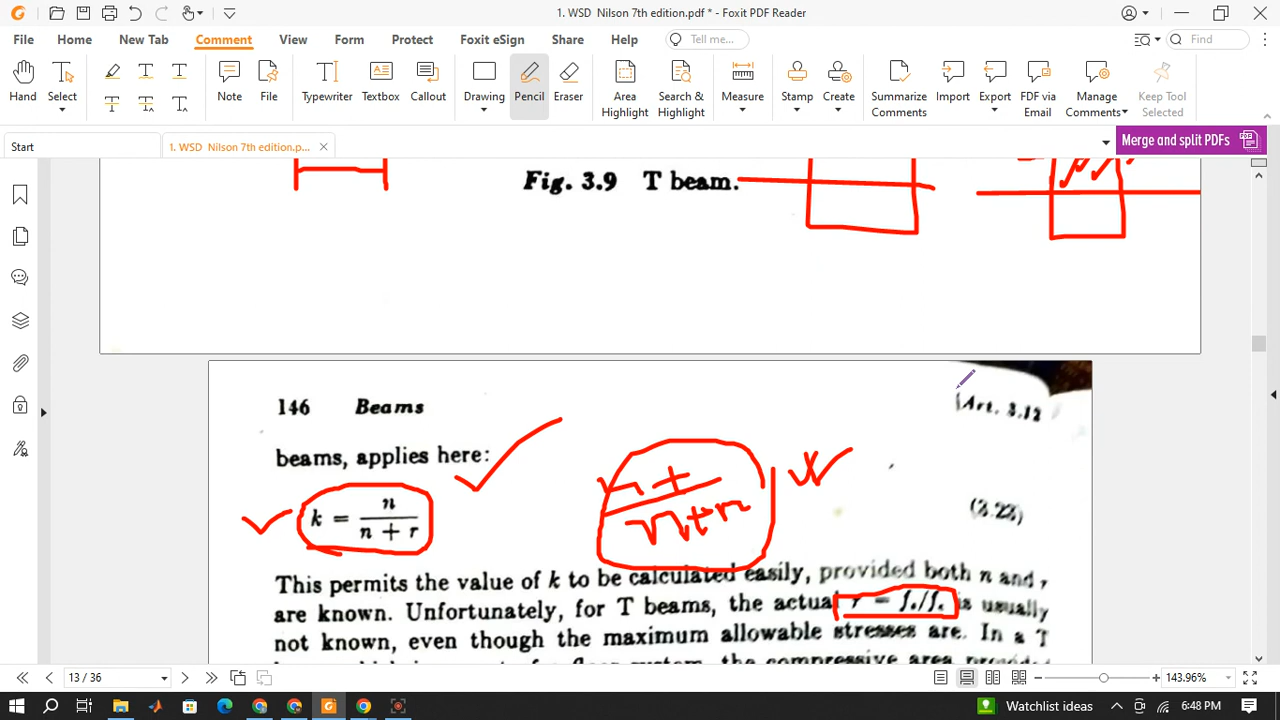 1. WSD Nilson 7th edition.pdf * - Foxit PDF Reader
File Home New Tab Comment View Form Protect Foxit eSign Share Help Tell me... Find
Hand Select Note File Typewriter Textbox Callout Drawing Pencil Eraser Area Highlight Search & Highlight Measure Stamp Create Summarize Comments Import Export FDF via Email Manage Comments Keep Tool Selected
Start 1. WSD Nilson 7th edition.p... Merge and split PDFs
Fig. 3.9 T beam.
146 Beams Art. 3.12
beams, applies here:
k = n / n + r (3.23)
This permits the value of k to be calculated easily, provided both n and r
are known. Unfortunately, for T beams, the actual r = fs/fc is usually
not known, even though the maximum allowable stresses are. In a T
the compressive area
13 / 36 143.96%
Watchlist ideas 6:48 PM